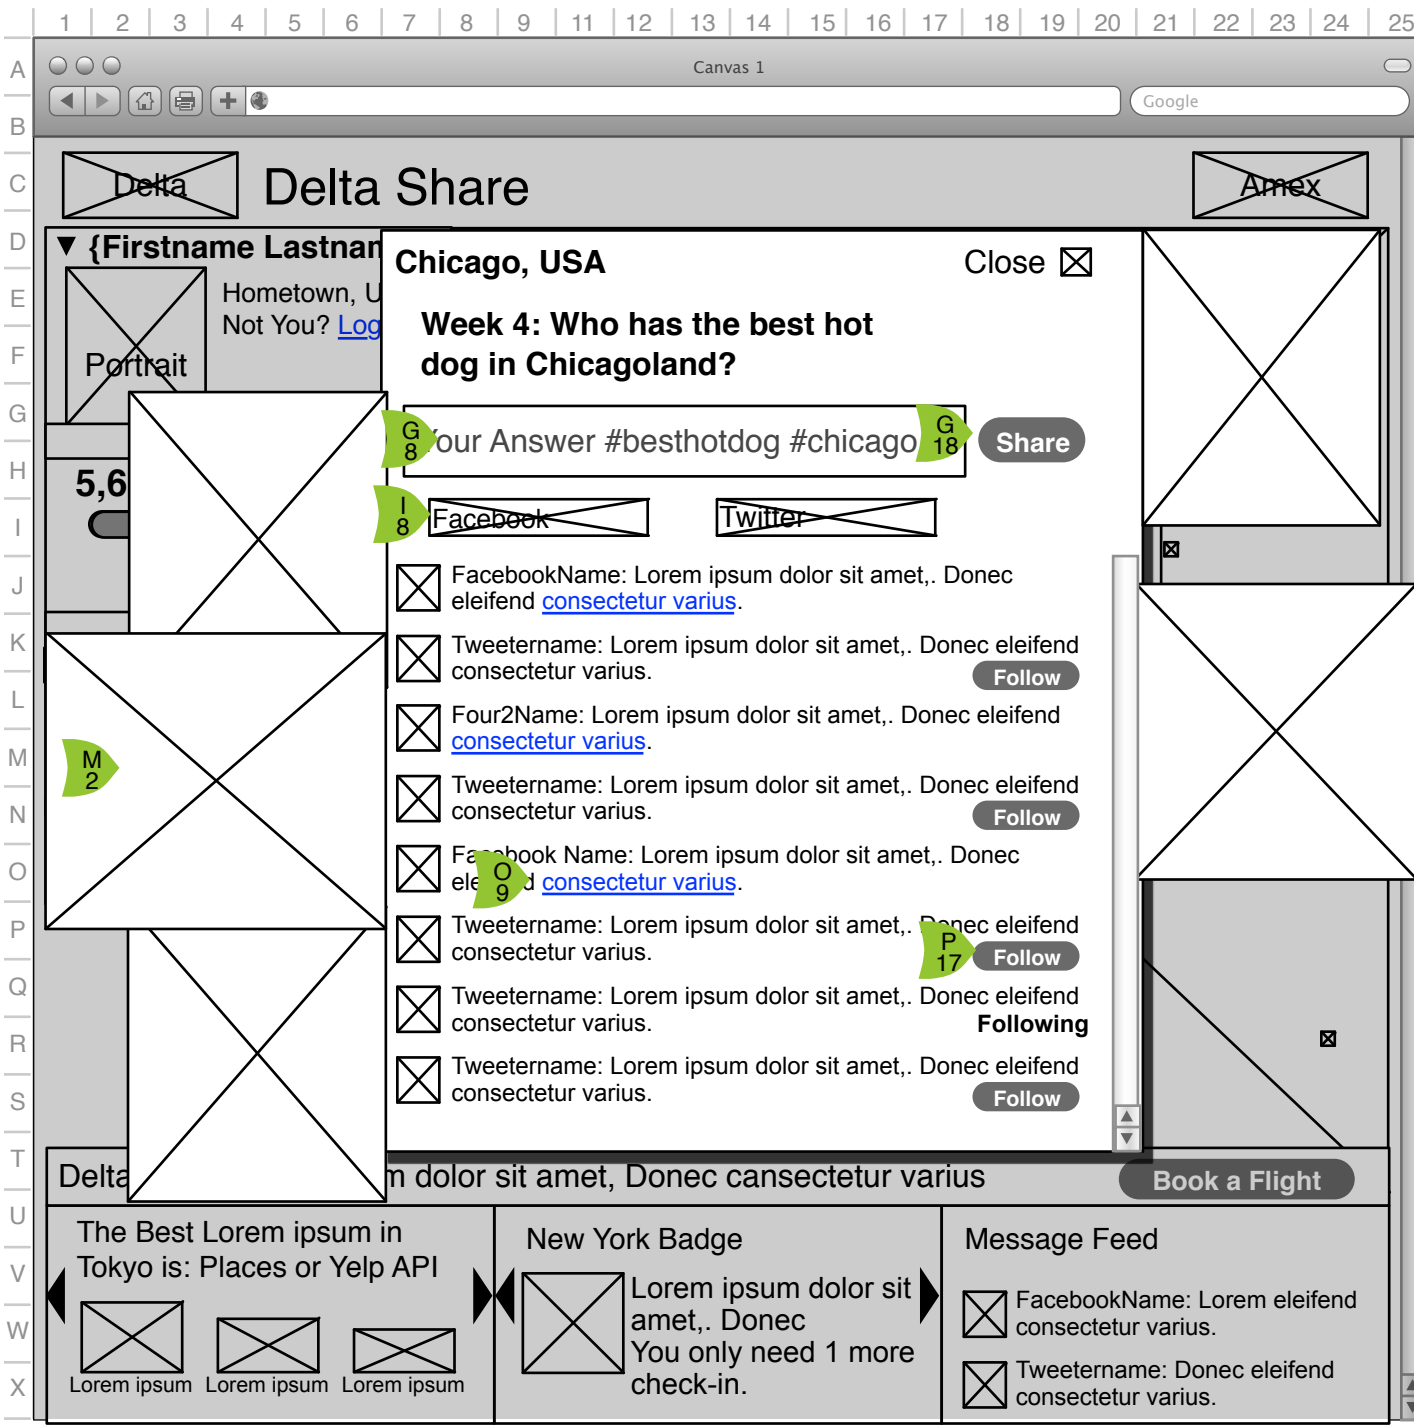 1 2 3 4 5 6 7 8 9 10 11 12 13 14 15 16 17 18 19 20 21 22 23 24 25
A
Canvas 1
B
Google
C
Delta
Delta Share
Amex
D
{Firstname Lastnam
Chicago, USA
Close
E
Hometown, U
Not You? Log
Week 4: Who has the best hot
dog in Chicagoland?
F
Portrait
G
G
8
Your Answer #besthotdog #chicago
G
18
Share
H
5,6
I
I
8
Facebook
Twitter
J
FacebookName: Lorem ipsum dolor sit amet,. Donec
eleifend consectetur varius.
K
Tweetername: Lorem ipsum dolor sit amet,. Donec eleifend
consectetur varius.
Follow
L
Four2Name: Lorem ipsum dolor sit amet,. Donec eleifend
consectetur varius.
M
M
2
Tweetername: Lorem ipsum dolor sit amet,. Donec eleifend
consectetur varius.
Follow
N
O
Facebook Name: Lorem ipsum dolor sit amet,. Donec
eleifend consectetur varius.
O
9
P
Tweetername: Lorem ipsum dolor sit amet,. Donec eleifend
consectetur varius.
P
17
Follow
Q
Tweetername: Lorem ipsum dolor sit amet,. Donec eleifend
consectetur varius.
Following
R
Tweetername: Lorem ipsum dolor sit amet,. Donec eleifend
consectetur varius.
Follow
S
T
Delta
m dolor sit amet, Donec cansectetur varius
Book a Flight
U
The Best Lorem ipsum in
Tokyo is: Places or Yelp API
Lorem ipsum Lorem ipsum Lorem ipsum
V
New York Badge
Lorem ipsum dolor sit
amet,. Donec
You only need 1 more
check-in.
W
Message Feed
FacebookName: Lorem eleifend
consectetur varius.
Tweetername: Donec eleifend
consectetur varius.
X